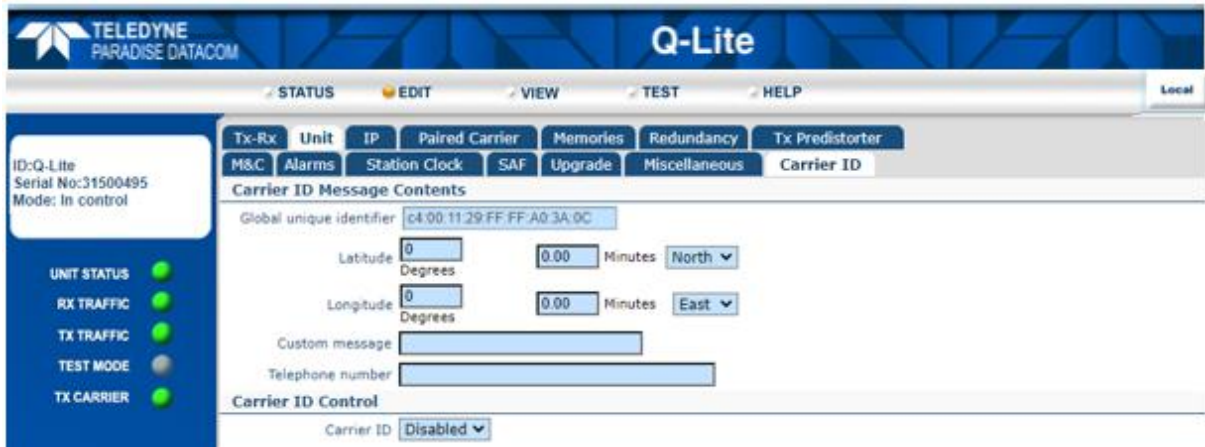 TELEDYNE
PARADISE DATACOM
Q-Lite
STATUS EDIT VIEW TEST HELP Local
ID:Q-Lite
Serial No:31500495
Mode: In control
UNIT STATUS
RX TRAFFIC
TX TRAFFIC
TEST MODE
TX CARRIER
Tx-Rx Unit IP Paired Carrier Memories Redundancy Tx Predistorter
M&C Alarms Station Clock SAF Upgrade Miscellaneous Carrier ID
Carrier ID Message Contents
Global unique identifier c4:00:11:29:FF:FF:A0:3A:0C
Latitude 0 Degrees 0.00 Minutes North
Longitude 0 Degrees 0.00 Minutes East
Custom message
Telephone number
Carrier ID Control
Carrier ID Disabled